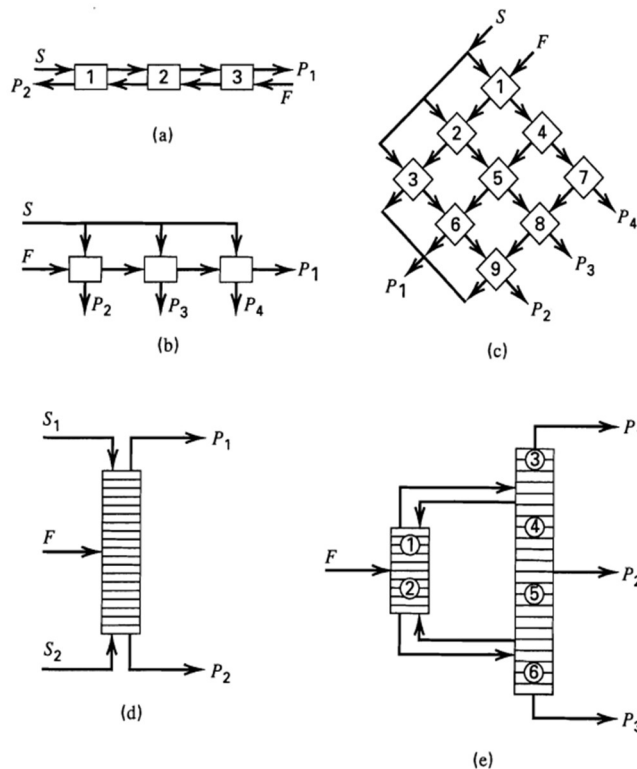 S
1 2 3 P1
P2 F
(a)
S
F P1
P2 P3 P4
(b)
S
F
1
2 4
3 5 7
6 8 P4
P1 9 P3
P2
(c)
S1 P1
F
S2 P2
(d)
P
3
4
1
F P2
2
5
6
P3
(e)